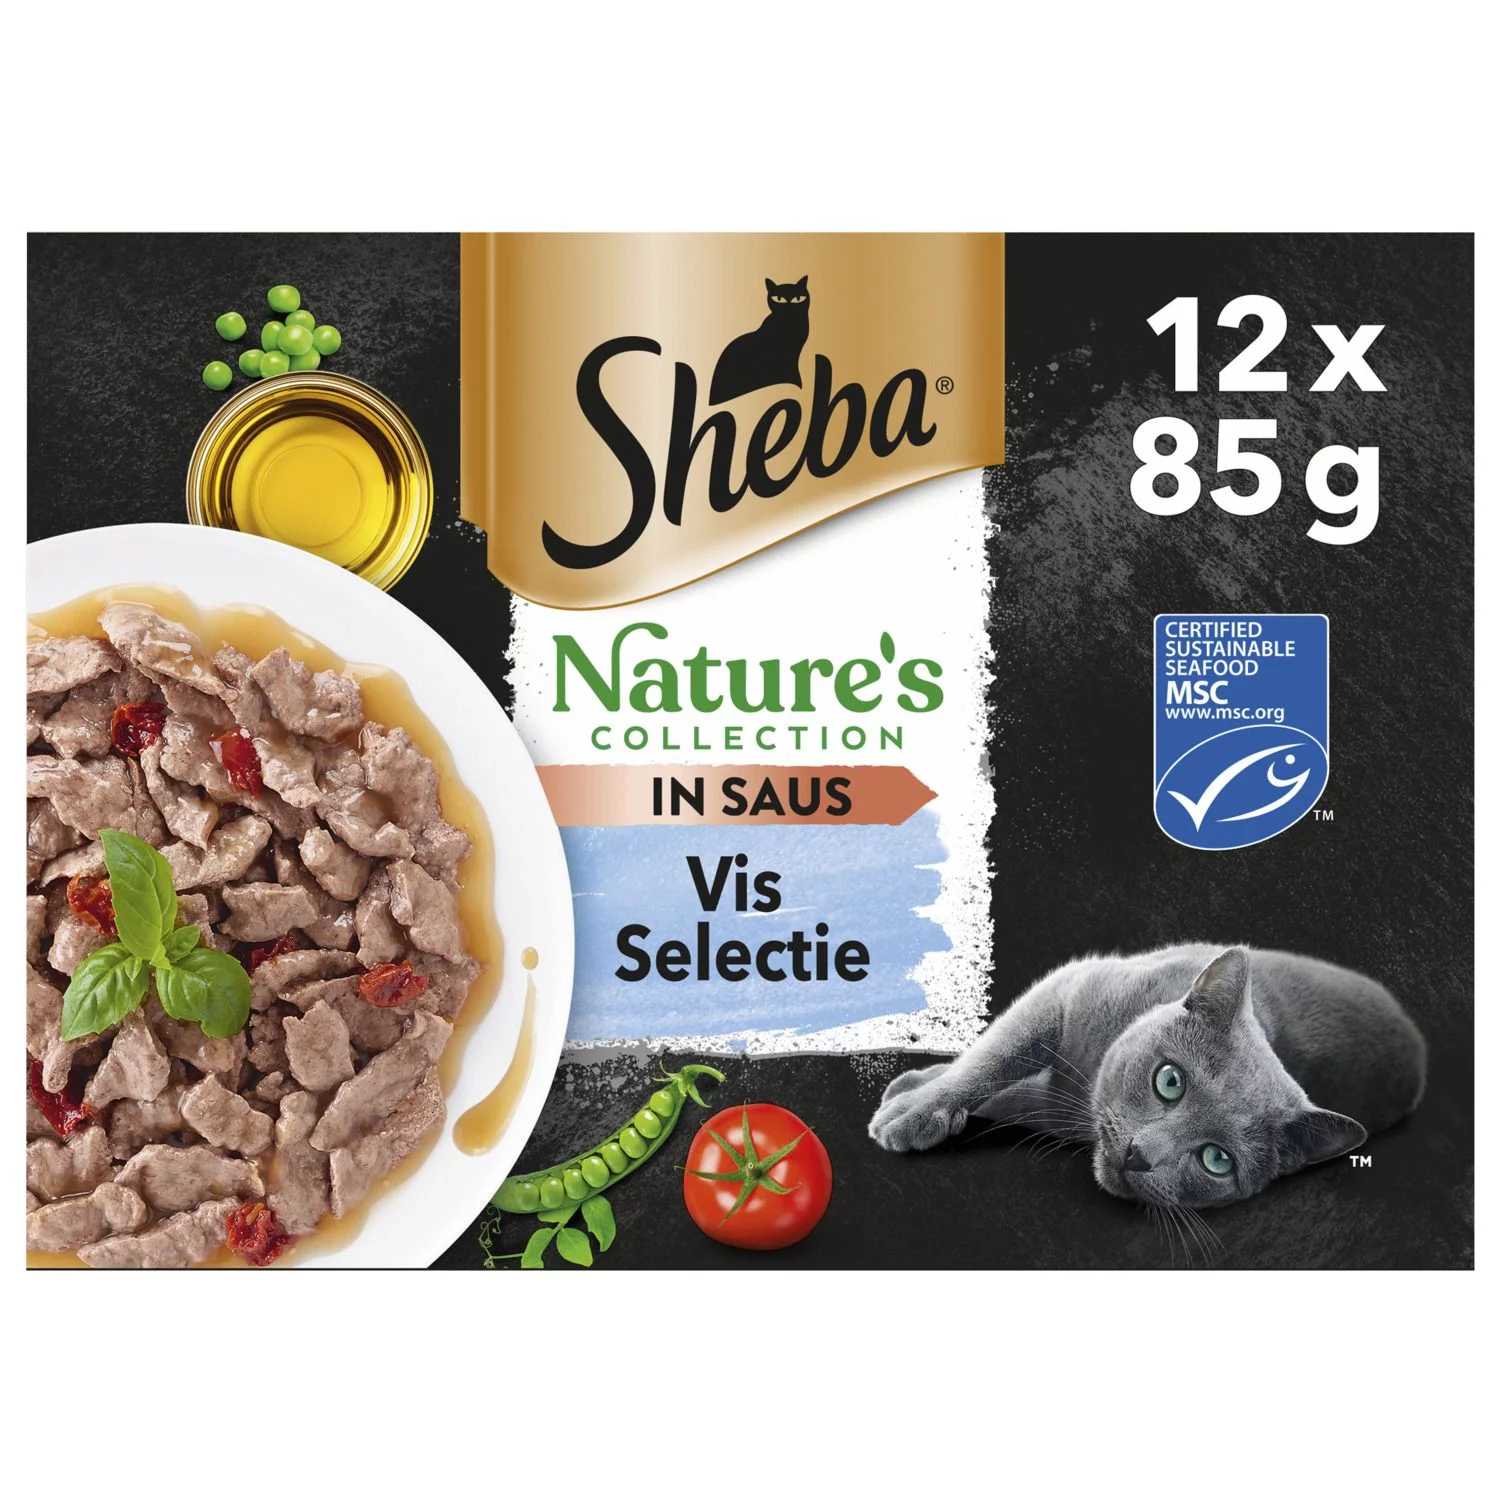 Sheba®
12 x
85 g
Nature's
COLLECTION
IN SAUS
Vis
Selectie
CERTIFIED
SUSTAINABLE
SEAFOOD
MSC
www.msc.org
TM
TM